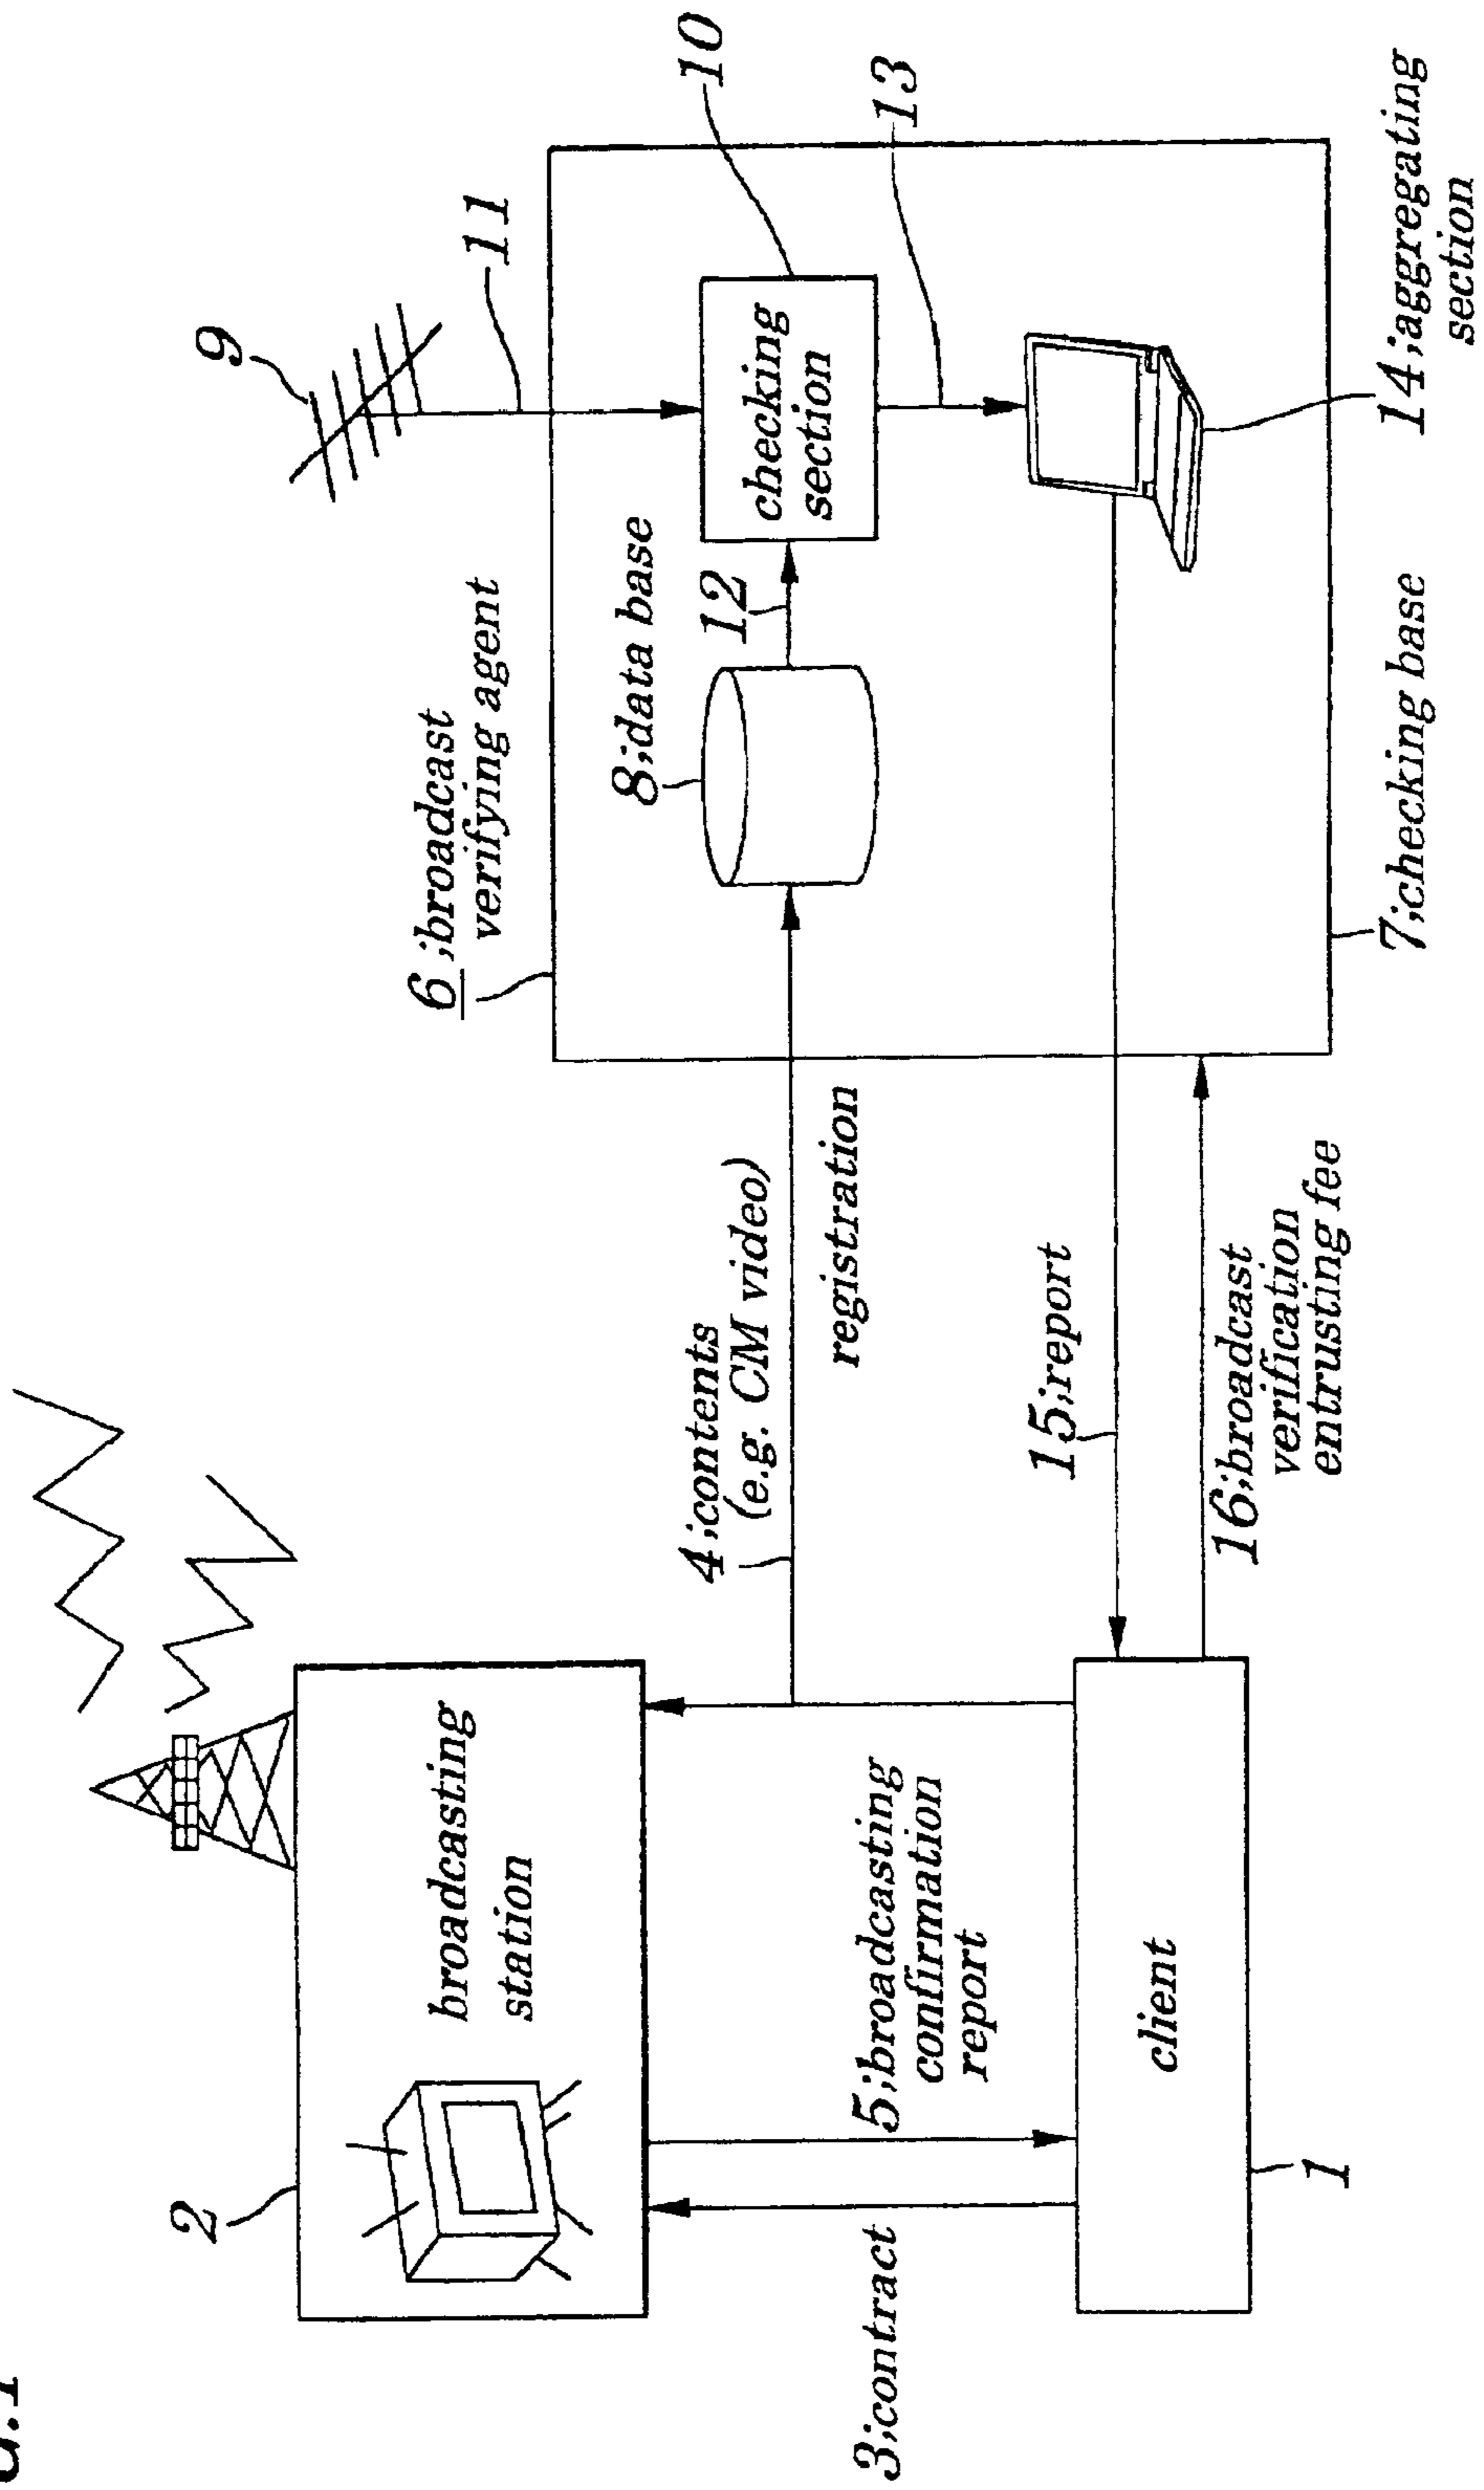 2
broadcasting
station
3;contract
5;broadcasting
confirmation
report
client
1
4;contents
(e.g. CM video)
registration
15;report
16;broadcast
verification
entrusting fee
6;broadcast
verifying agent
9
11
8;data base
12
checking
section
10
13
7;checking base
14;aggregating
section